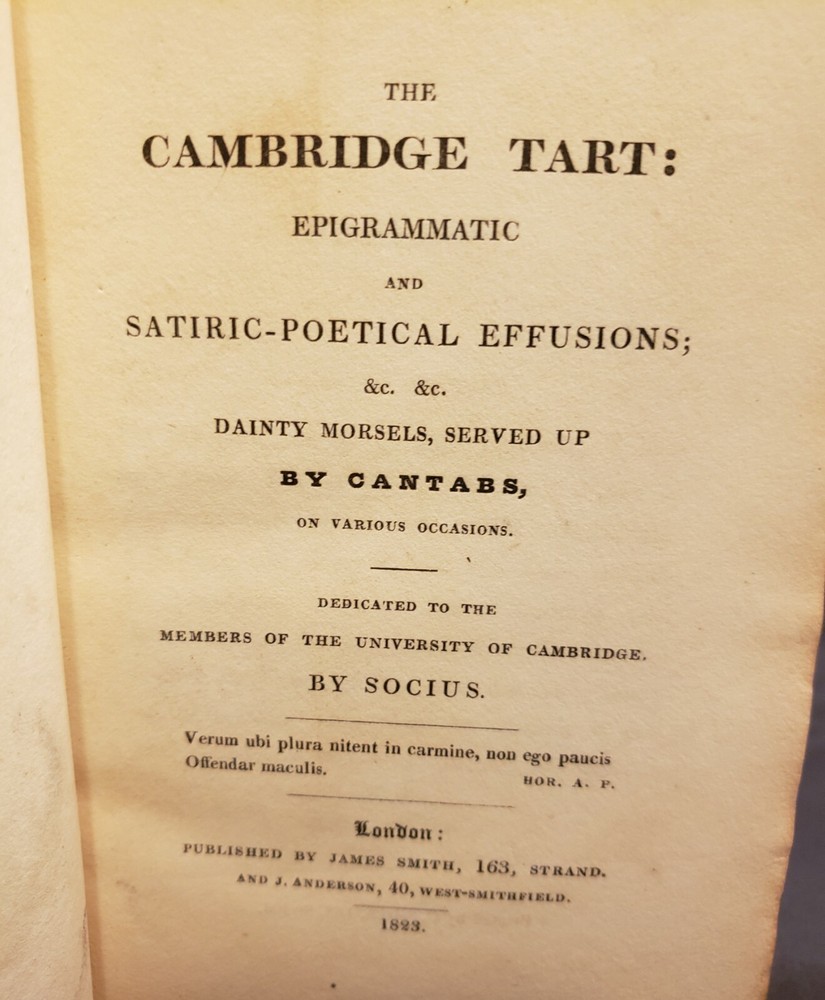 THE
CAMBRIDGE TART:
EPIGRAMMATIC
AND
SATIRIC-POETICAL EFFUSIONS;
&c. &c.
DAINTY MORSELS, SERVED UP
BY CANTABS,
ON VARIOUS OCCASIONS.
DEDICATED TO THE
MEMBERS OF THE UNIVERSITY OF CAMBRIDGE.
BY SOCIUS.
Verum ubi plura nitent in carmine, non ego paucis
Offendar maculis.
HOR. A. P.
London:
PUBLISHED BY JAMES SMITH, 163, STRAND.
AND J. ANDERSON, 40, WEST-SMITHFIELD.
1823.